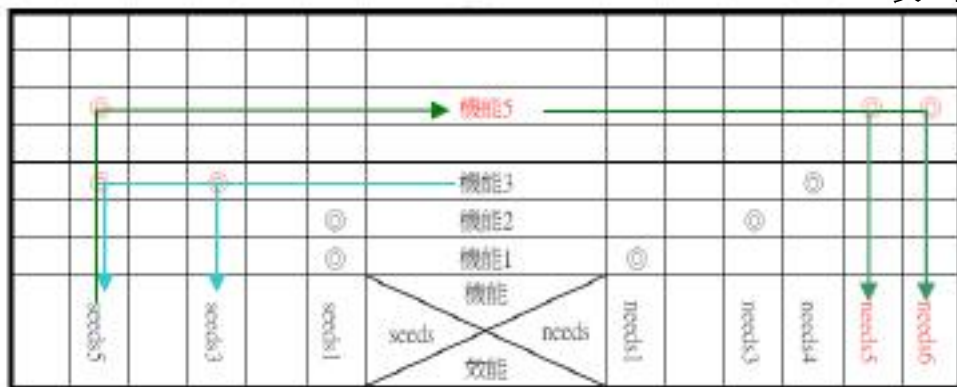 機能5
機能3
機能2
機能1
機能
seeds
needs
效能
seeds5
seeds3
seeds1
needs1
needs3
needs4
needs5
needs6